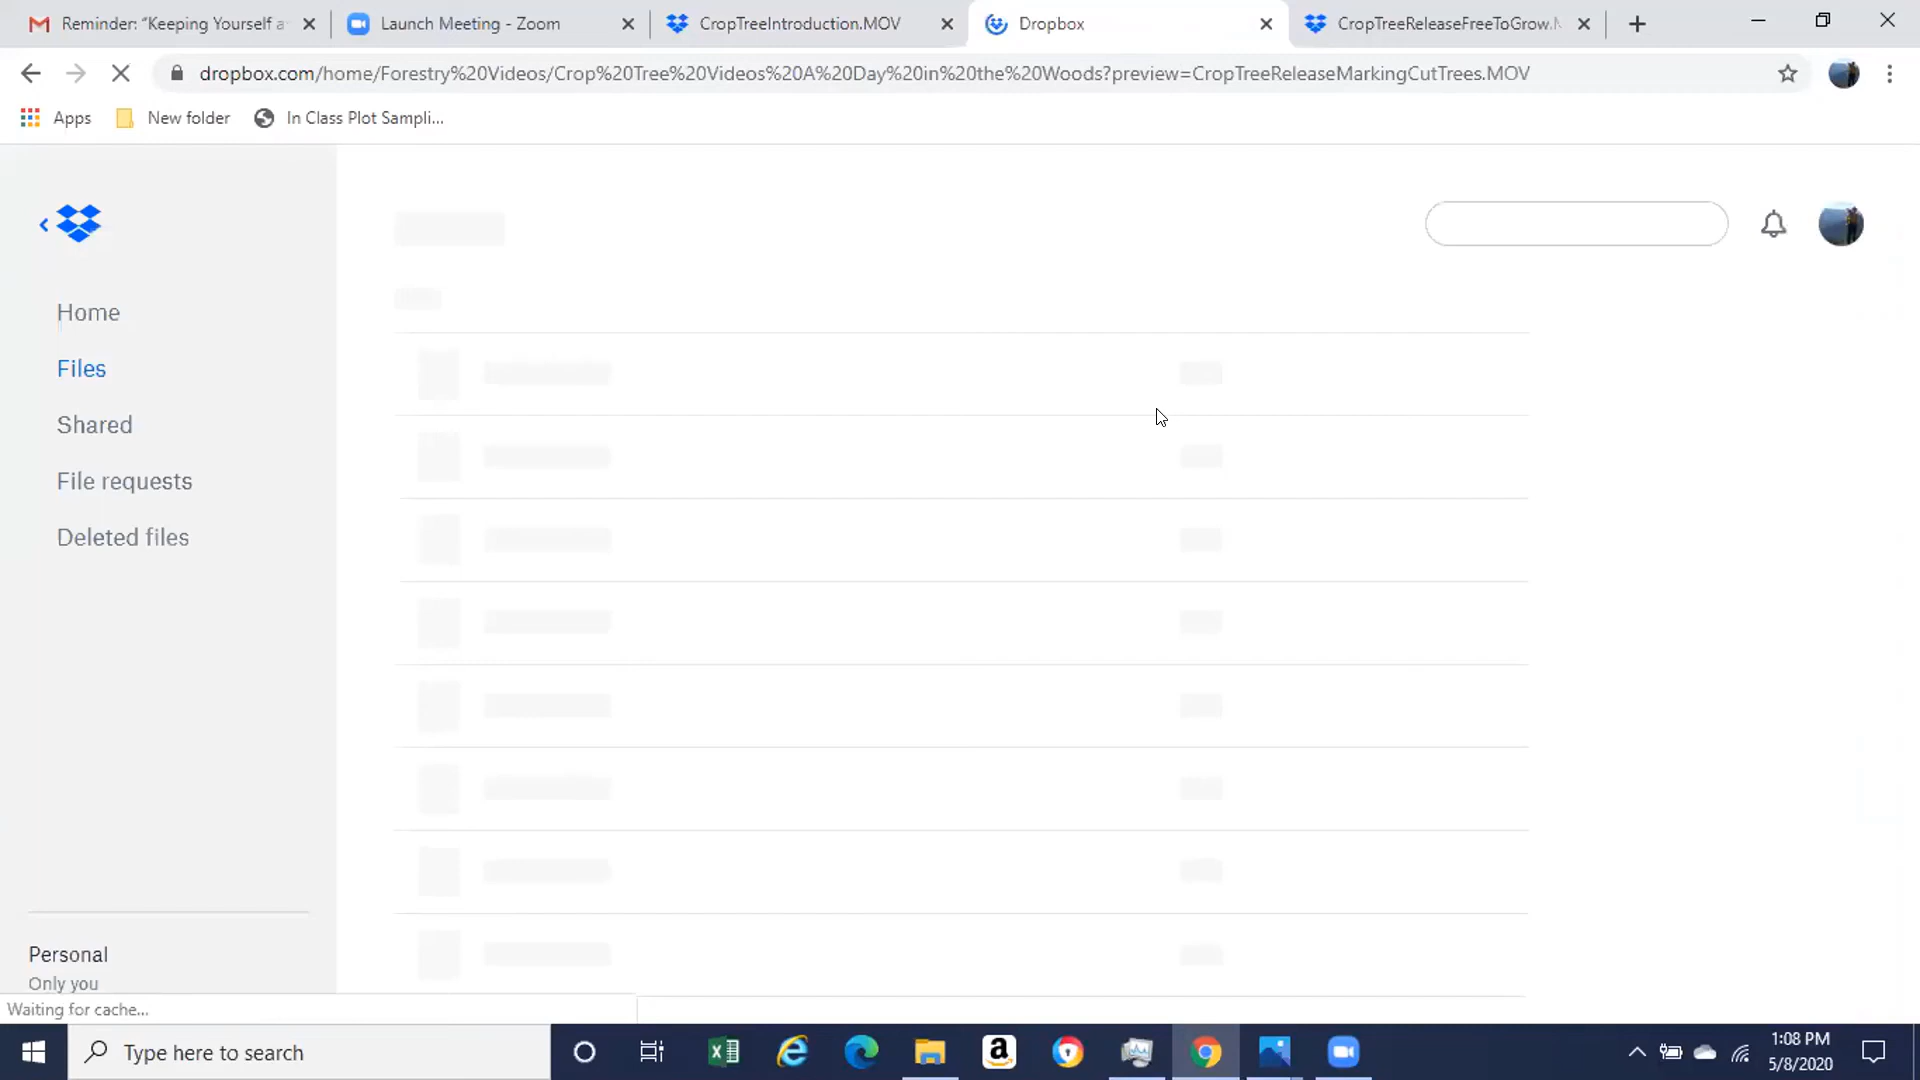 Reminder: "Keeping Yourself a
Launch Meeting - Zoom
CropTreeIntroduction.MOV
Dropbox
CropTreeReleaseFreeToGrow.M
dropbox.com/home/Forestry%20Videos/Crop%20Tree%20Videos%20A%20Day%20in%20the%20Woods?preview=CropTreeReleaseMarkingCutTrees.MOV
Apps
New folder
In Class Plot Sampli...
Home
Files
Shared
File requests
Deleted files
Personal
Only you
Waiting for cache...
Type here to search
1:08 PM
5/8/2020